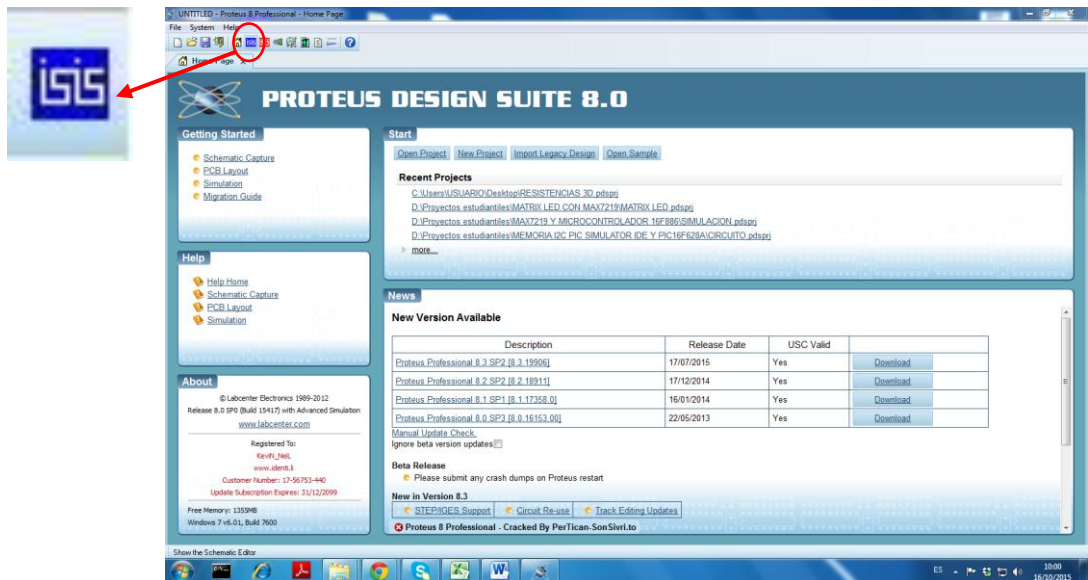 isis
UNTITLED - Proteus 8 Professional - Home Page
File System Help
Home Page x
PROTEUS DESIGN SUITE 8.0
Getting Started
Schematic Capture
PCB Layout
Simulation
Migration Guide
Help
Help Home
Schematic Capture
PCB Layout
Simulation
About
© Labcenter Electronics 1989-2012
Release 8.0 SP0 (Build 15417) with Advanced Simulation
www.labcenter.com
Registered To:
KeviN_NeiL
www.identi.li
Customer Number: 17-56753-440
Update Subscription Expires: 31/12/2099
Free Memory: 1355MB
Windows 7 v6.01, Build 7600
Start
Open Project New Project Import Legacy Design Open Sample
Recent Projects
C:\Users\USUARIO\Desktop\RESISTENCIAS 3D.pdsprj
D:\Proyectos estudiantiles\MATRIX LED CON MAX7219\MATRIX LED.pdsprj
D:\Proyectos estudiantiles\MAX7219 Y MICROCONTROLADOR 16F886\SIMULACION.pdsprj
D:\Proyectos estudiantiles\MEMORIA I2C PIC SIMULATOR IDE Y PIC16F628A\CIRCUITO.pdsprj
more...
News
New Version Available
Description Release Date USC Valid
Proteus Professional 8.3 SP2 [8.3.19906] 17/07/2015 Yes Download
Proteus Professional 8.2 SP2 [8.2.18911] 17/12/2014 Yes Download
Proteus Professional 8.1 SP1 [8.1.17358.0] 16/01/2014 Yes Download
Proteus Professional 8.0 SP3 [8.0.16153.00] 22/05/2013 Yes Download
Manual Update Check.
Ignore beta version updates
Beta Release
Please submit any crash dumps on Proteus restart
New in Version 8.3
STEP/IGES Support Circuit Re-use Track Editing Updates
Proteus 8 Professional - Cracked By PerTican-SonSivri.to
Show the Schematic Editor
ES 10:00
16/10/2015